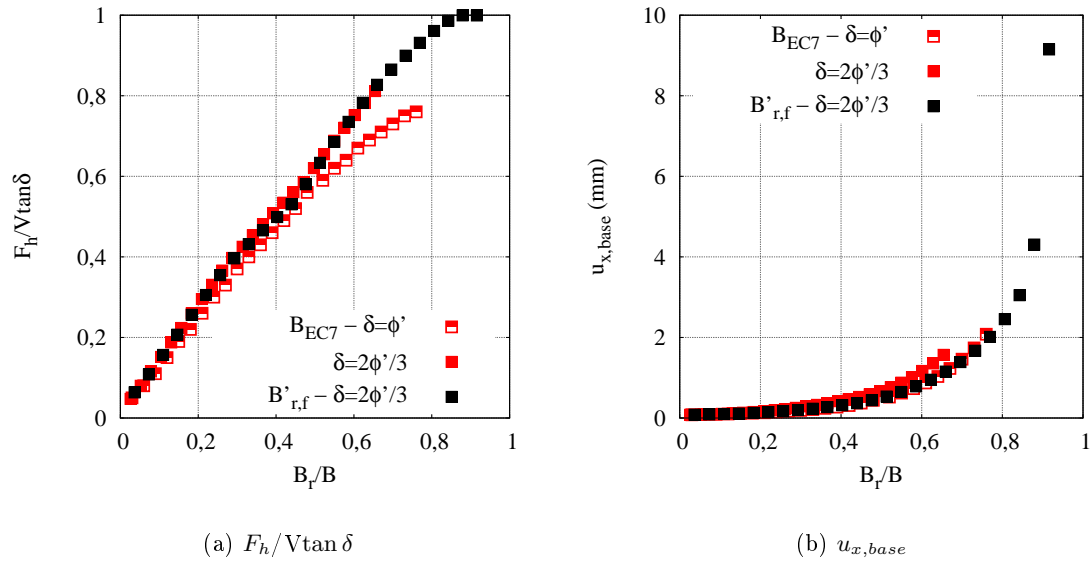 1
0,8
0,6
0,4
0,2
0
F_h/Vtanδ
B_EC7 − δ=ϕ'
δ=2ϕ'/3
B'_r,f − δ=2ϕ'/3
0 0,2 0,4 0,6 0,8 1
B_r/B
(a) F_h/Vtan δ
10
8
6
4
2
0
u_x,base (mm)
B_EC7 − δ=ϕ'
δ=2ϕ'/3
B'_r,f − δ=2ϕ'/3
0 0,2 0,4 0,6 0,8 1
B_r/B
(b) u_x,base